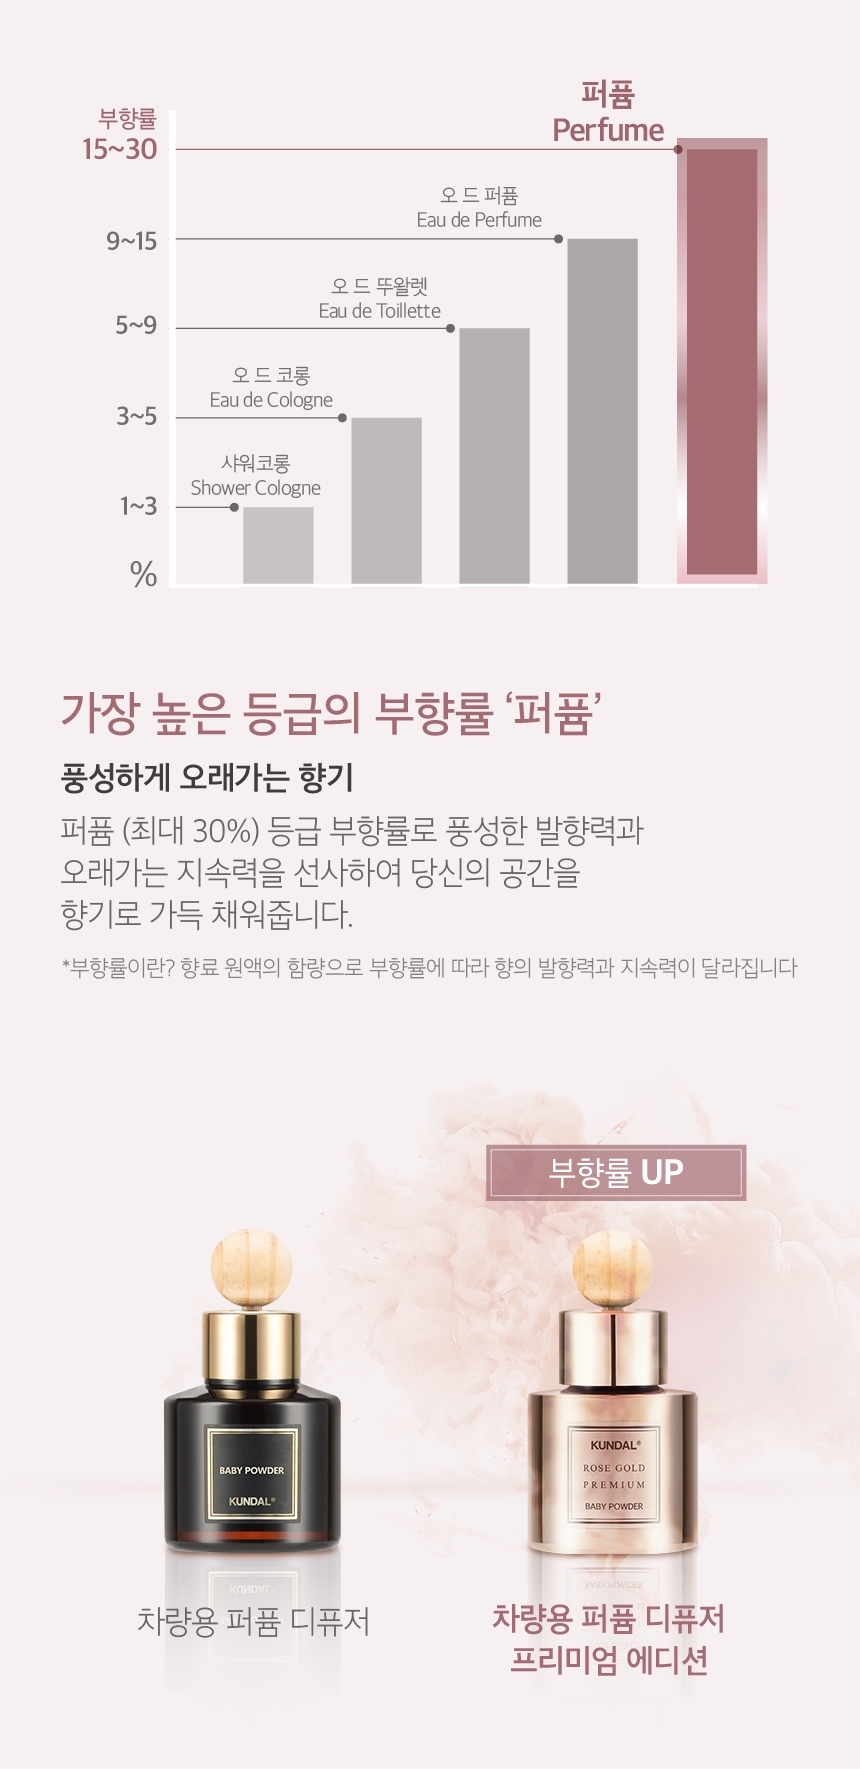 퍼퓸
Perfume
부향률
15~30
오 드 퍼퓸
Eau de Perfume
9~15
오 드 뚜왈렛
Eau de Toilette
5~9
오 드 코롱
Eau de Cologne
3~5
샤워코롱
Shower Cologne
1~3
%
가장 높은 등급의 부향률 ‘퍼퓸’
풍성하게 오래가는 향기
퍼퓸 (최대 30%) 등급 부향률로 풍성한 발향력과
오래가는 지속력을 선사하여 당신의 공간을
향기로 가득 채워줍니다.
*부향률이란? 향료 원액의 함량으로 부향률에 따라 향의 발향력과 지속력이 달라집니다
부향률 UP
BABY POWDER
KUNDAL®
KUNDAL®
ROSE GOLD
PREMIUM
BABY POWDER
차량용 퍼퓸 디퓨저
차량용 퍼퓸 디퓨저
프리미엄 에디션